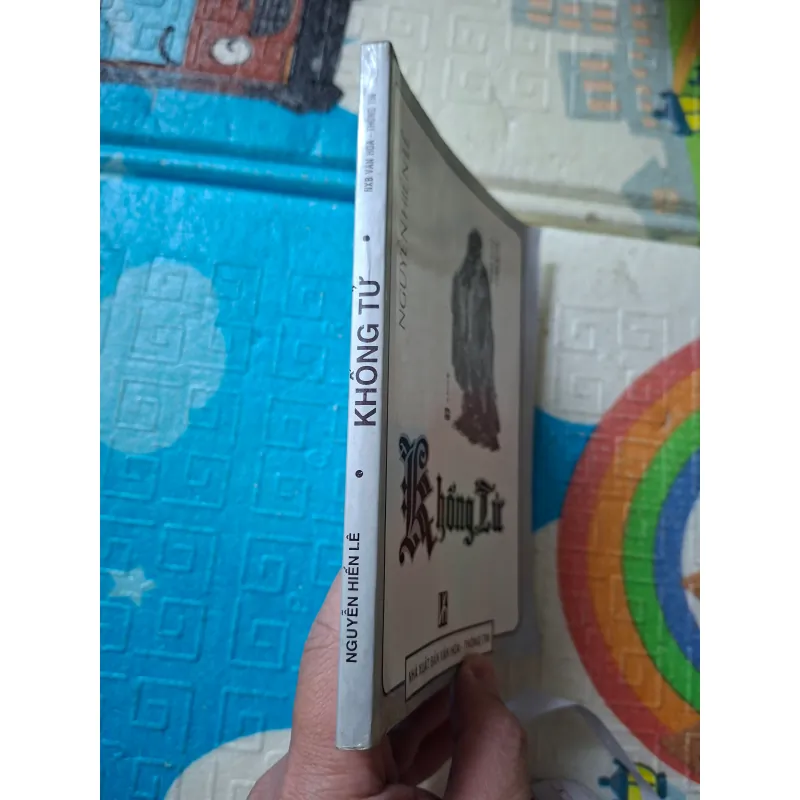 NXB VĂN HÓA - THÔNG TIN
KHỔNG TỬ
NGUYỄN HIẾN LÊ
NGUYỄN HIẾN LÊ
Khổng Tử
NHÀ XUẤT BẢN VĂN HÓA - THÔNG TIN